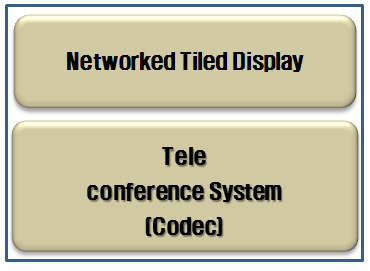 Networked Tiled Display
Tele
conference System
(Codec)